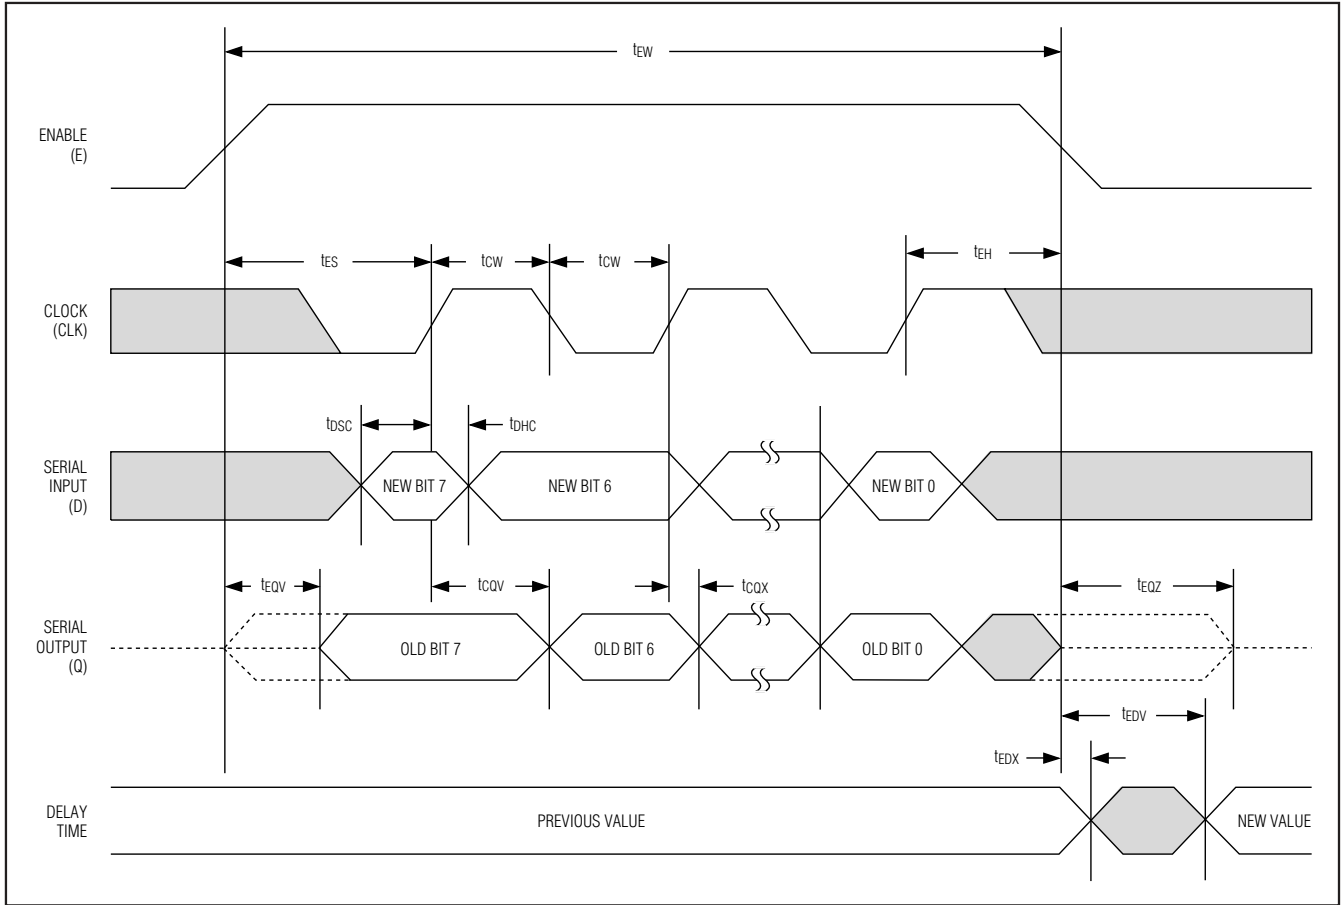 tEW
ENABLE
(E)
tES
tCW
tCW
tEH
CLOCK
(CLK)
tDSC
tDHC
SERIAL
INPUT
(D)
NEW BIT 7
NEW BIT 6
NEW BIT 0
tEQV
tCQV
tCQX
tEQZ
SERIAL
OUTPUT
(Q)
OLD BIT 7
OLD BIT 6
OLD BIT 0
tEDV
tEDX
DELAY
TIME
PREVIOUS VALUE
NEW VALUE